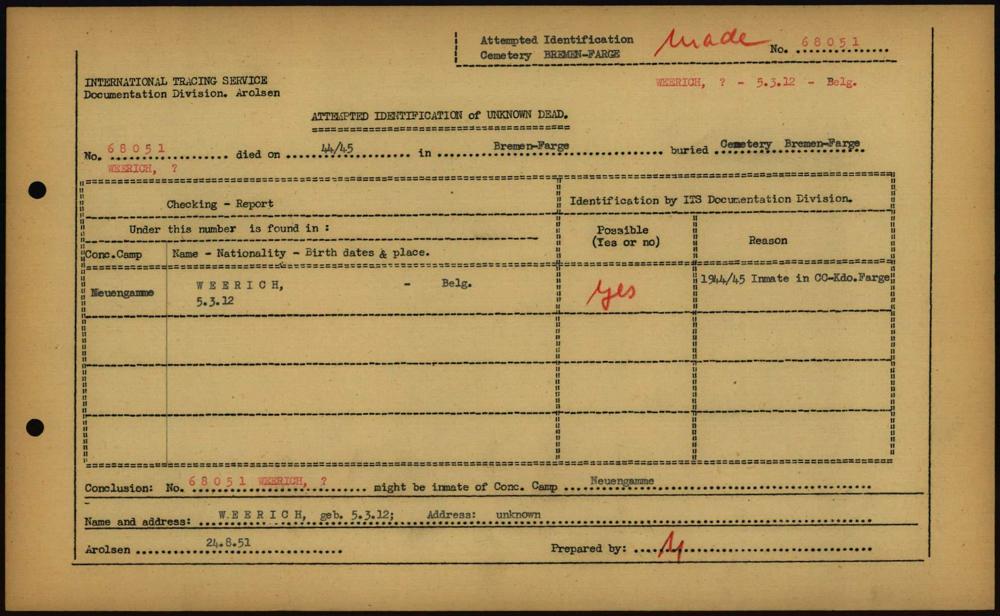 Attempted Identification made No. 68051
Cemetery BREMEN-FARGE
INTERNATIONAL TRACING SERVICE
Documentation Division. Arolsen
WEERICH, ? - 5.3.12 - Belg.
ATTEMPTED IDENTIFICATION of UNKNOWN DEAD.
No. 68051 died on 44/45 in Bremen-Farge buried Cemetery Bremen-Farge
WEERICH, ?
Checking - Report
Identification by ITS Documentation Division.
Under this number is found in :
Possible
(Yes or no)
Reason
Conc.Camp
Name - Nationality - Birth dates & place.
Neuengamme
WEERICH, - Belg.
5.3.12
yes
1944/45 Inmate in CC-Kdo.Farge
Conclusion: No. 68051 WEERICH, ? might be inmate of Conc. Camp Neuengamme
Name and address: WEERICH, geb. 5.3.12; Address: unknown
Arolsen 24.8.51 Prepared by: